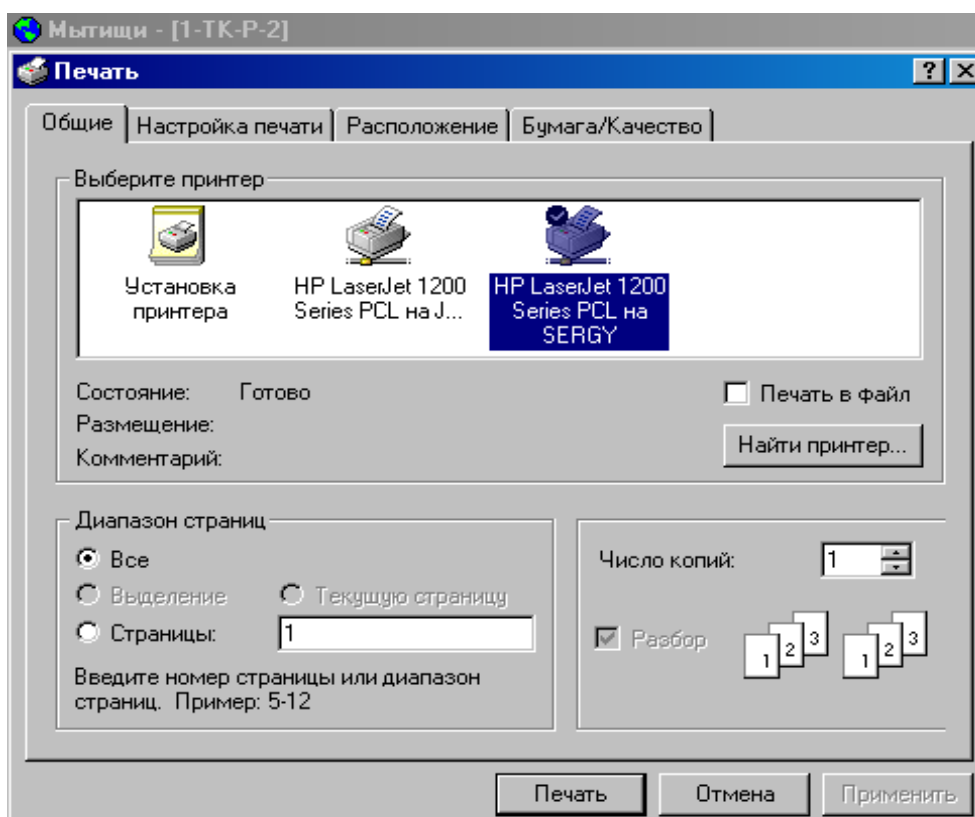 Мытищи - [1-ТК-Р-2]
Печать
Общие Настройка печати Расположение Бумага/Качество
Выберите принтер
Установка принтера
HP LaserJet 1200 Series PCL на J...
HP LaserJet 1200 Series PCL на SERGY
Состояние: Готово
Печать в файл
Размещение:
Комментарий:
Найти принтер...
Диапазон страниц
Все
Выделение Текущую страницу
Страницы: 1
Введите номер страницы или диапазон
страниц. Пример: 5-12
Число копий: 1
Разбор
1 2 3 1 2 3
Печать Отмена Применить